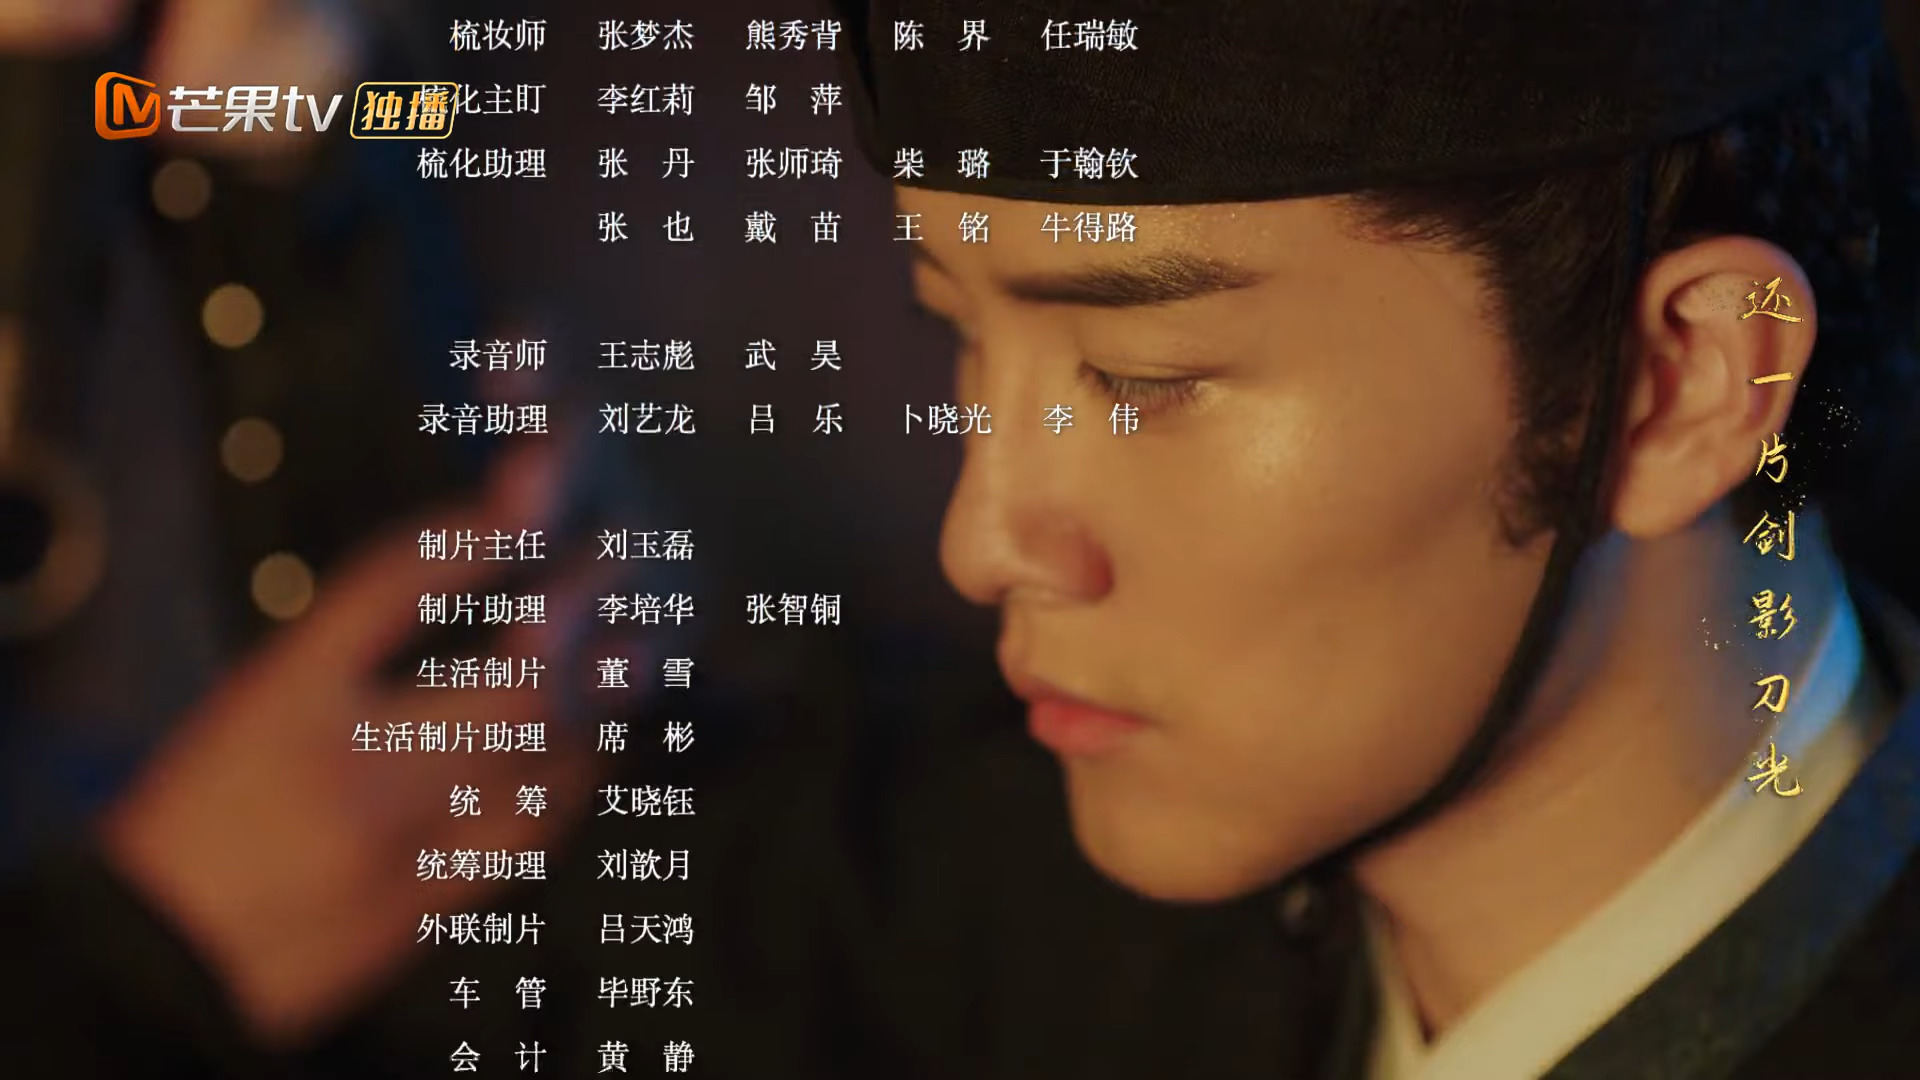 梳妆师 张梦杰 熊秀背 陈 界 任瑞敏
芒果tv 独播
化主盯 李红莉 邹 萍
梳化助理 张 丹 张师琦 柴 璐 于翰钦
张 也 戴 苗 王 铭 牛得路
录音师 王志彪 武 昊
录音助理 刘艺龙 吕 乐 卜晓光 李 伟
制片主任 刘玉磊
制片助理 李培华 张智铜
生活制片 董 雪
生活制片助理 席 彬
统 筹 艾晓钰
统筹助理 刘歆月
外联制片 吕天鸿
车 管 毕野东
会 计 黄 静
还一片剑影刀光